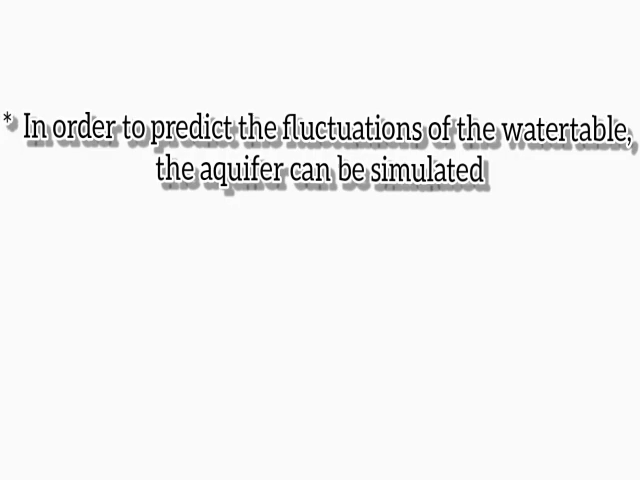 * In order to predict the fluctuations of the watertable,
the aquifer can be simulated